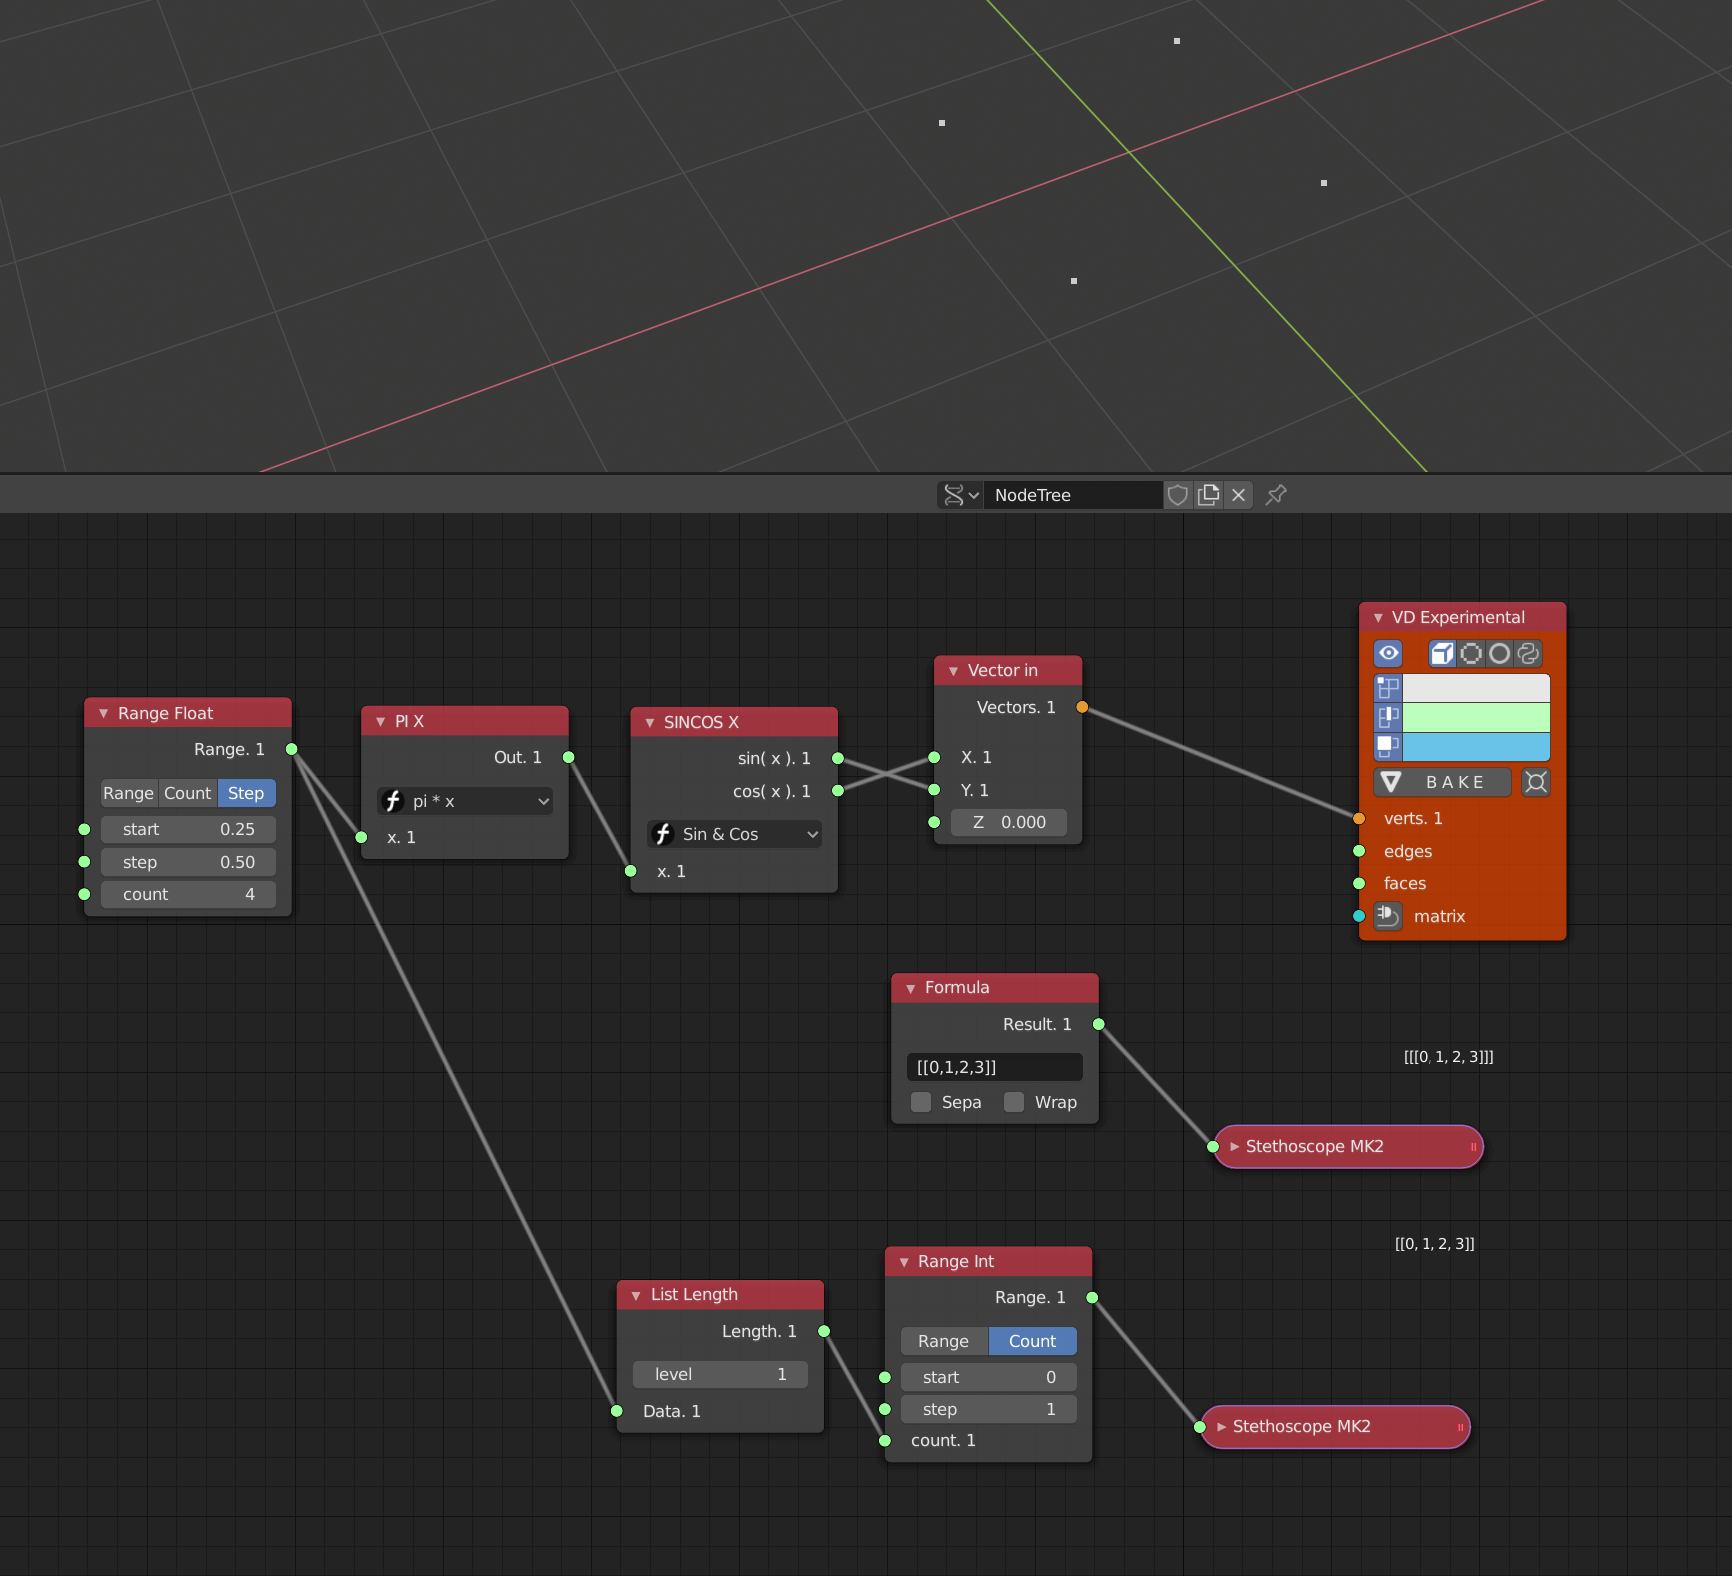 NodeTree
Range Float
Range. 1
Range Count Step
start 0.25
step 0.50
count 4
PI X
Out. 1
pi * x
x. 1
SINCOS X
sin( x ). 1
cos( x ). 1
Sin & Cos
x. 1
Vector in
Vectors. 1
X. 1
Y. 1
Z 0.000
VD Experimental
BAKE
verts. 1
edges
faces
matrix
Formula
Result. 1
[[0,1,2,3]]
Sepa Wrap
[[[0, 1, 2, 3]]]
Stethoscope MK2
List Length
Length. 1
level 1
Data. 1
Range Int
Range. 1
Range Count
start 0
step 1
count. 1
[[0, 1, 2, 3]]
Stethoscope MK2